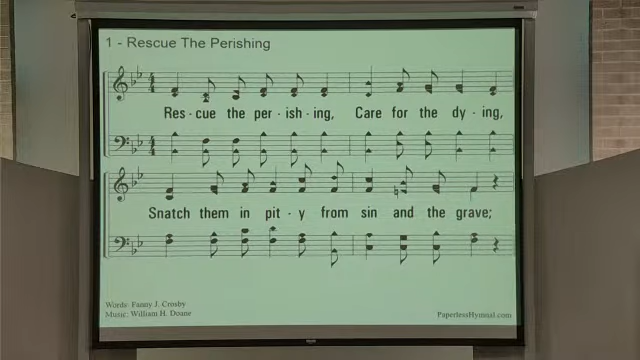 1 - Rescue The Perishing
Res - cue the per - ish - ing, Care for the dy - ing,
Snatch them in pit - y from sin and the grave;
Words: Fanny J. Crosby
Music: William H. Doane
PaperlessHymnal.com